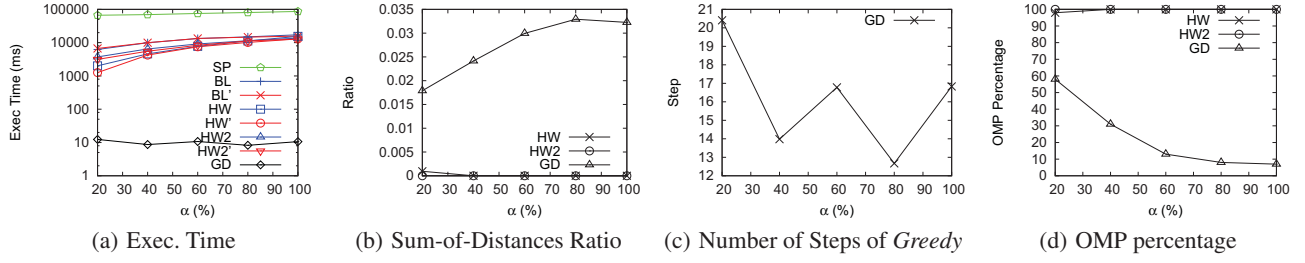 100000
10000
1000
100
10
1
Exec Time (ms)
SP
BL
BL'
HW
HW'
HW2
HW2'
GD
20 30 40 50 60 70 80 90 100
α (%)
(a) Exec. Time
0.035
0.03
0.025
0.02
0.015
0.01
0.005
0
Ratio
HW
HW2
GD
20 30 40 50 60 70 80 90 100
α (%)
(b) Sum-of-Distances Ratio
21
20
19
18
17
16
15
14
13
12
Step
GD
20 30 40 50 60 70 80 90 100
α (%)
(c) Number of Steps of Greedy
100
90
80
70
60
50
40
30
20
10
0
OMP Percentage
HW
HW2
GD
20 30 40 50 60 70 80 90 100
α (%)
(d) OMP percentage